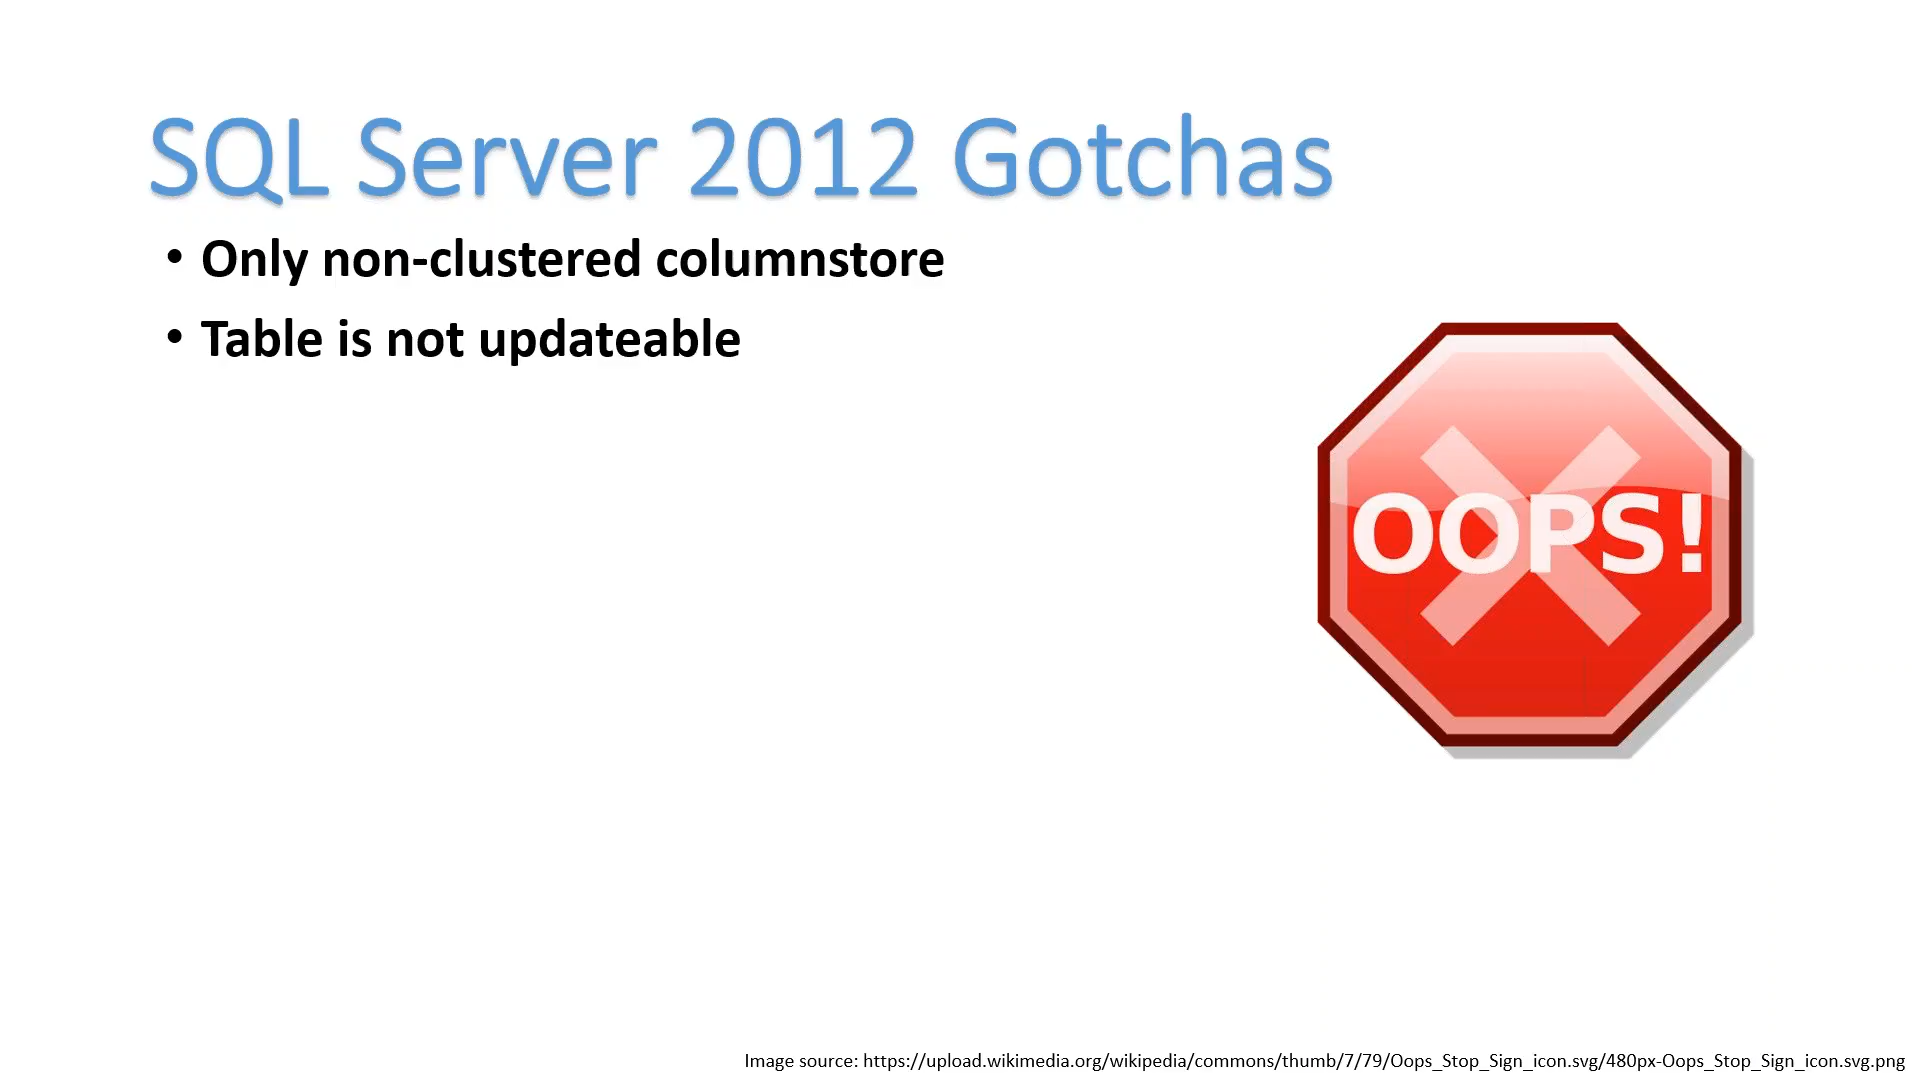 SQL Server 2012 Gotchas
• Only non-clustered columnstore
• Table is not updateable
OOPS!
Image source: https://upload.wikimedia.org/wikipedia/commons/thumb/7/79/Oops_Stop_Sign_icon.svg/480px-Oops_Stop_Sign_icon.svg.png